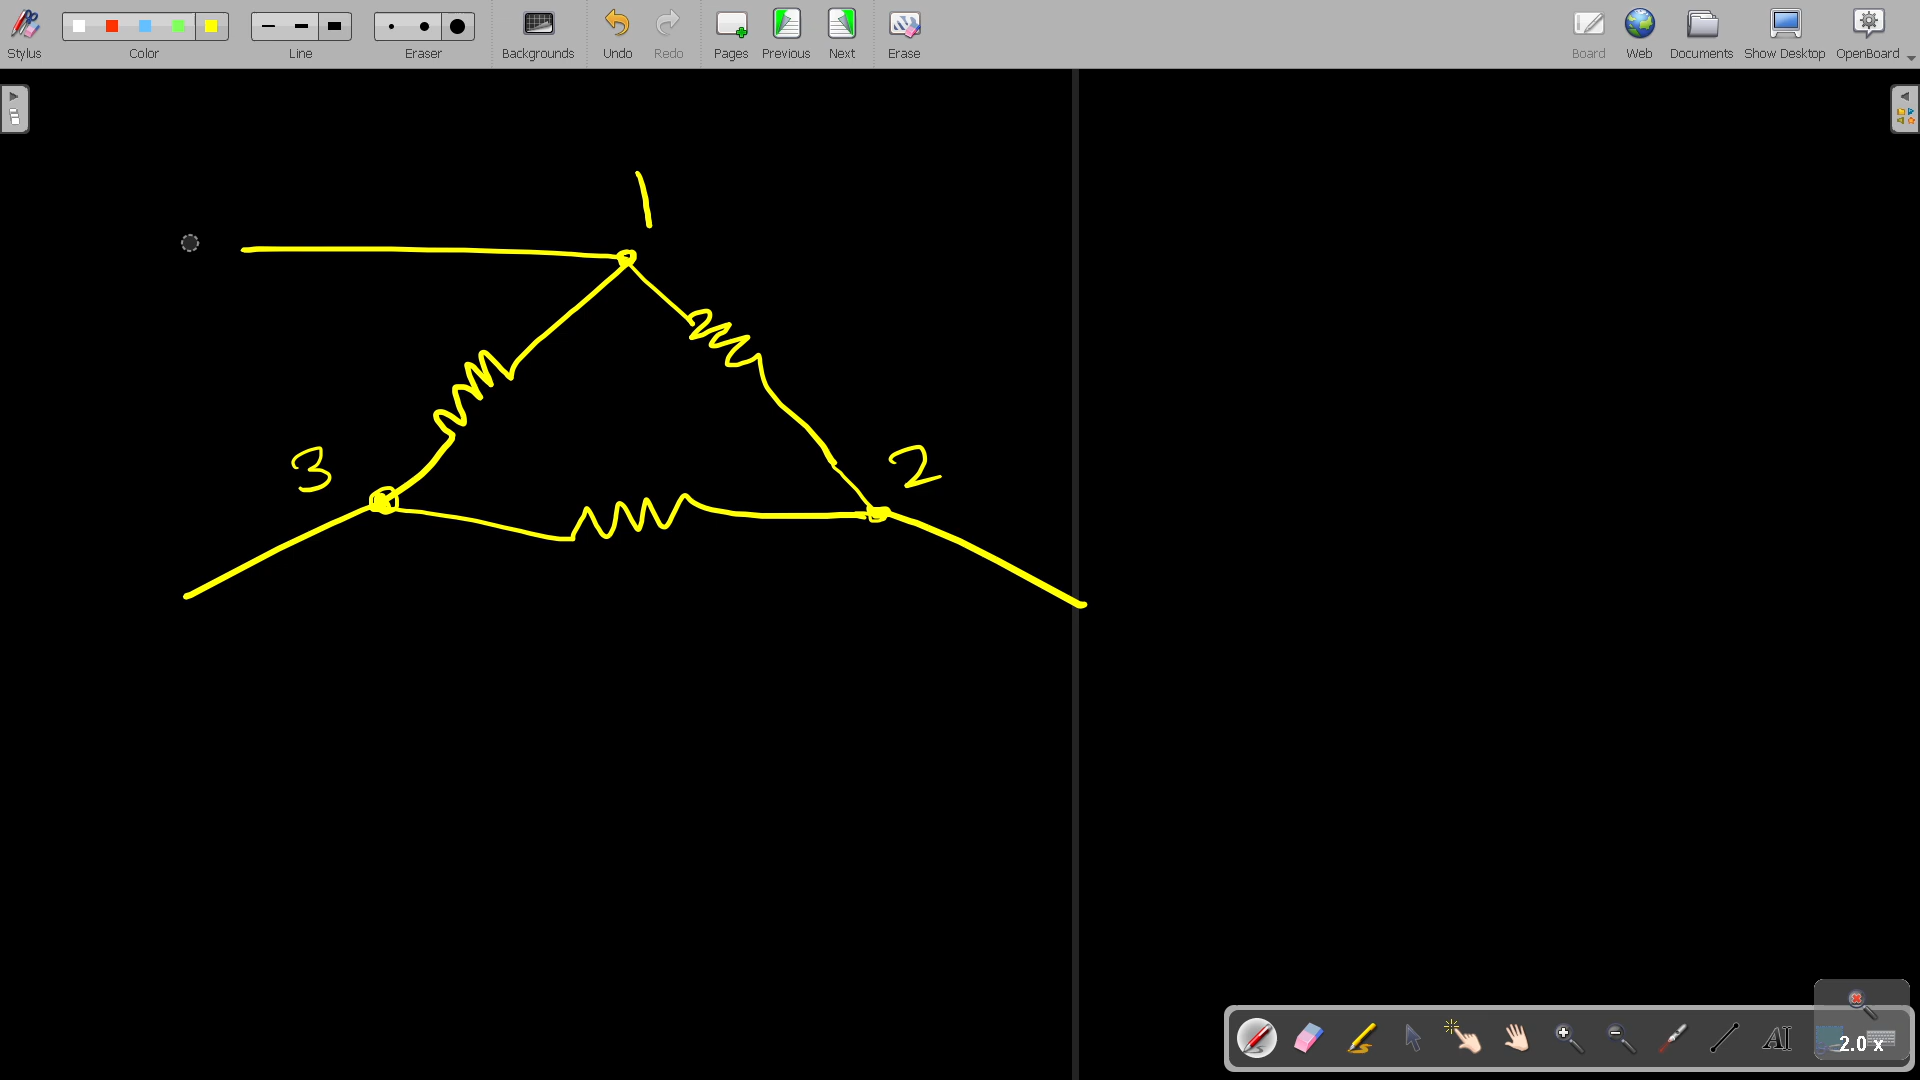 Stylus Color Line Eraser Backgrounds Undo Redo Pages Previous Next Erase Board Web Documents Show Desktop OpenBoard
1
3 2
AI 2.0 x